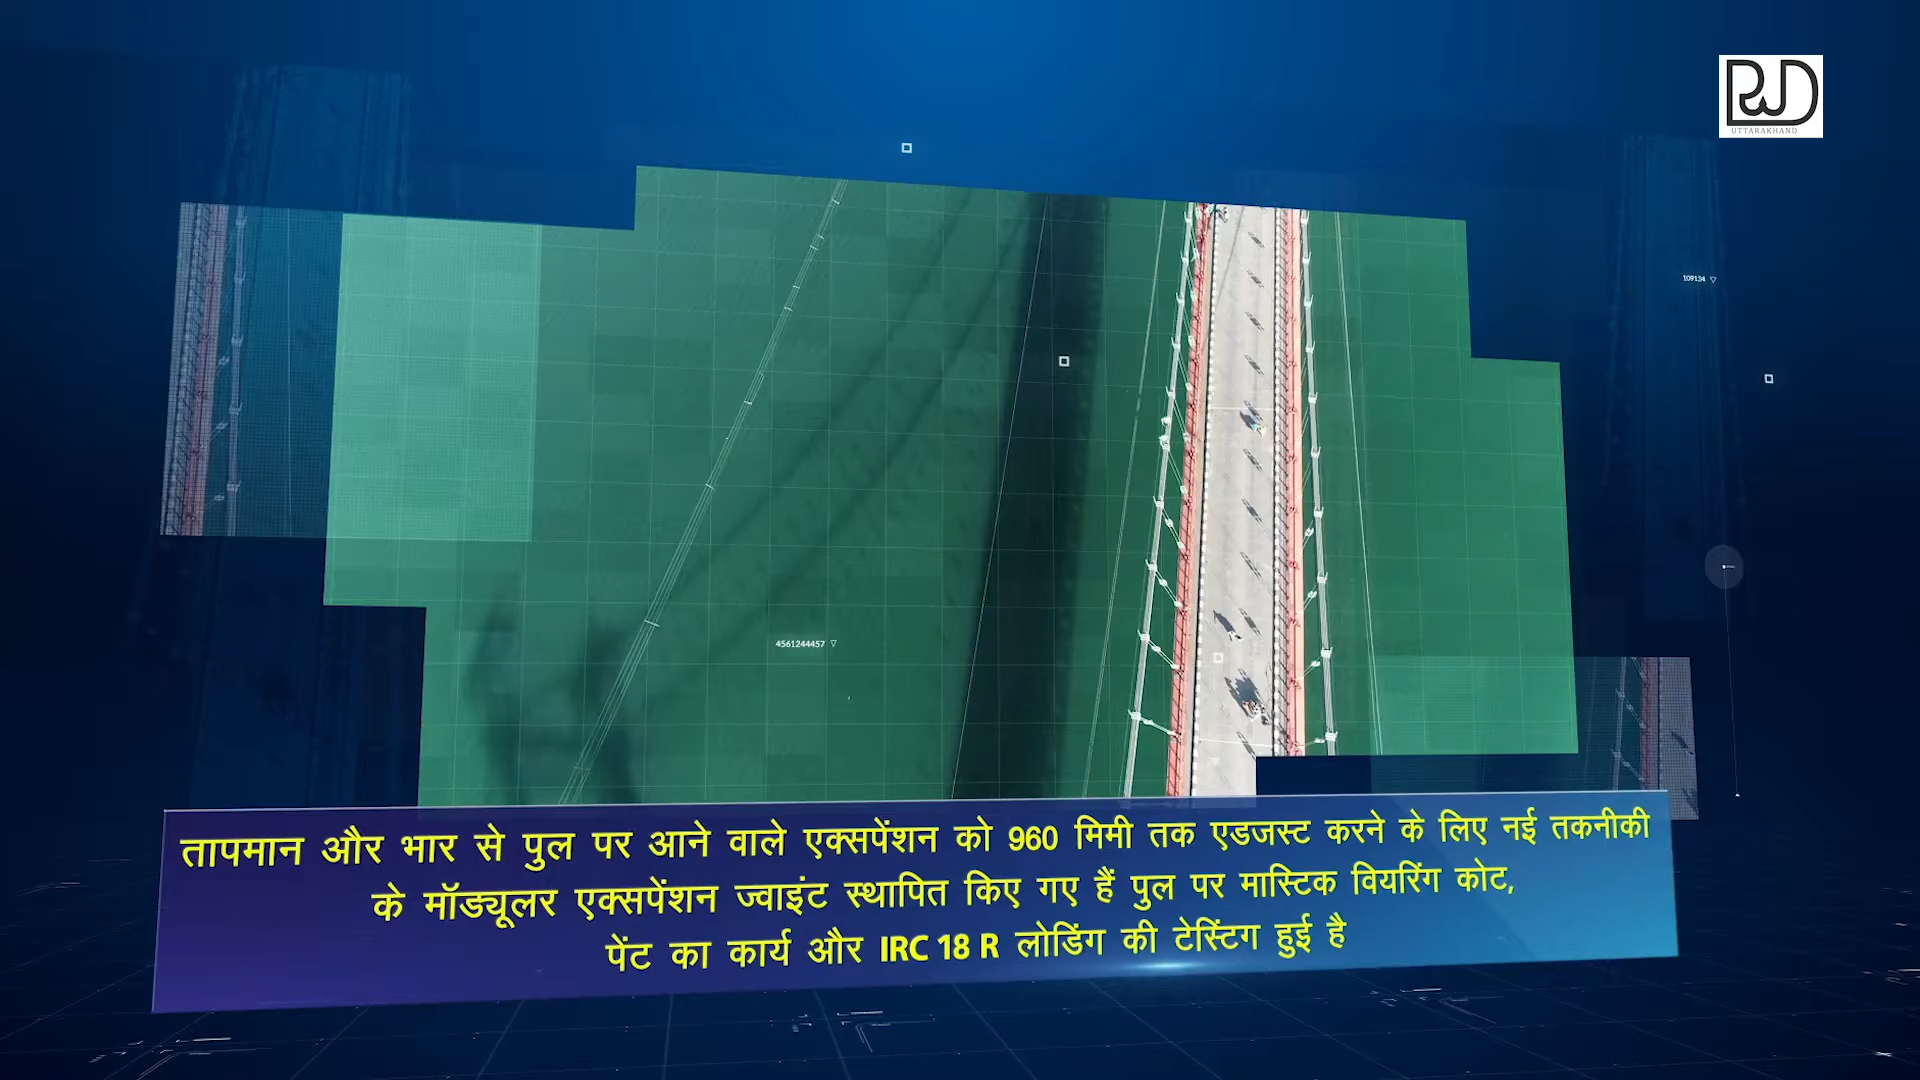 PWD
UTTARAKHAND
109134
4561244457
तापमान और भार से पुल पर आने वाले एक्सपेंशन को 960 मिमी तक एडजस्ट करने के लिए नई तकनीकी
के मॉड्यूलर एक्सपेंशन ज्वाइंट स्थापित किए गए हैं पुल पर मास्टिक वियरिंग कोट,
पेंट का कार्य और IRC 18 R लोडिंग की टेस्टिंग हुई है